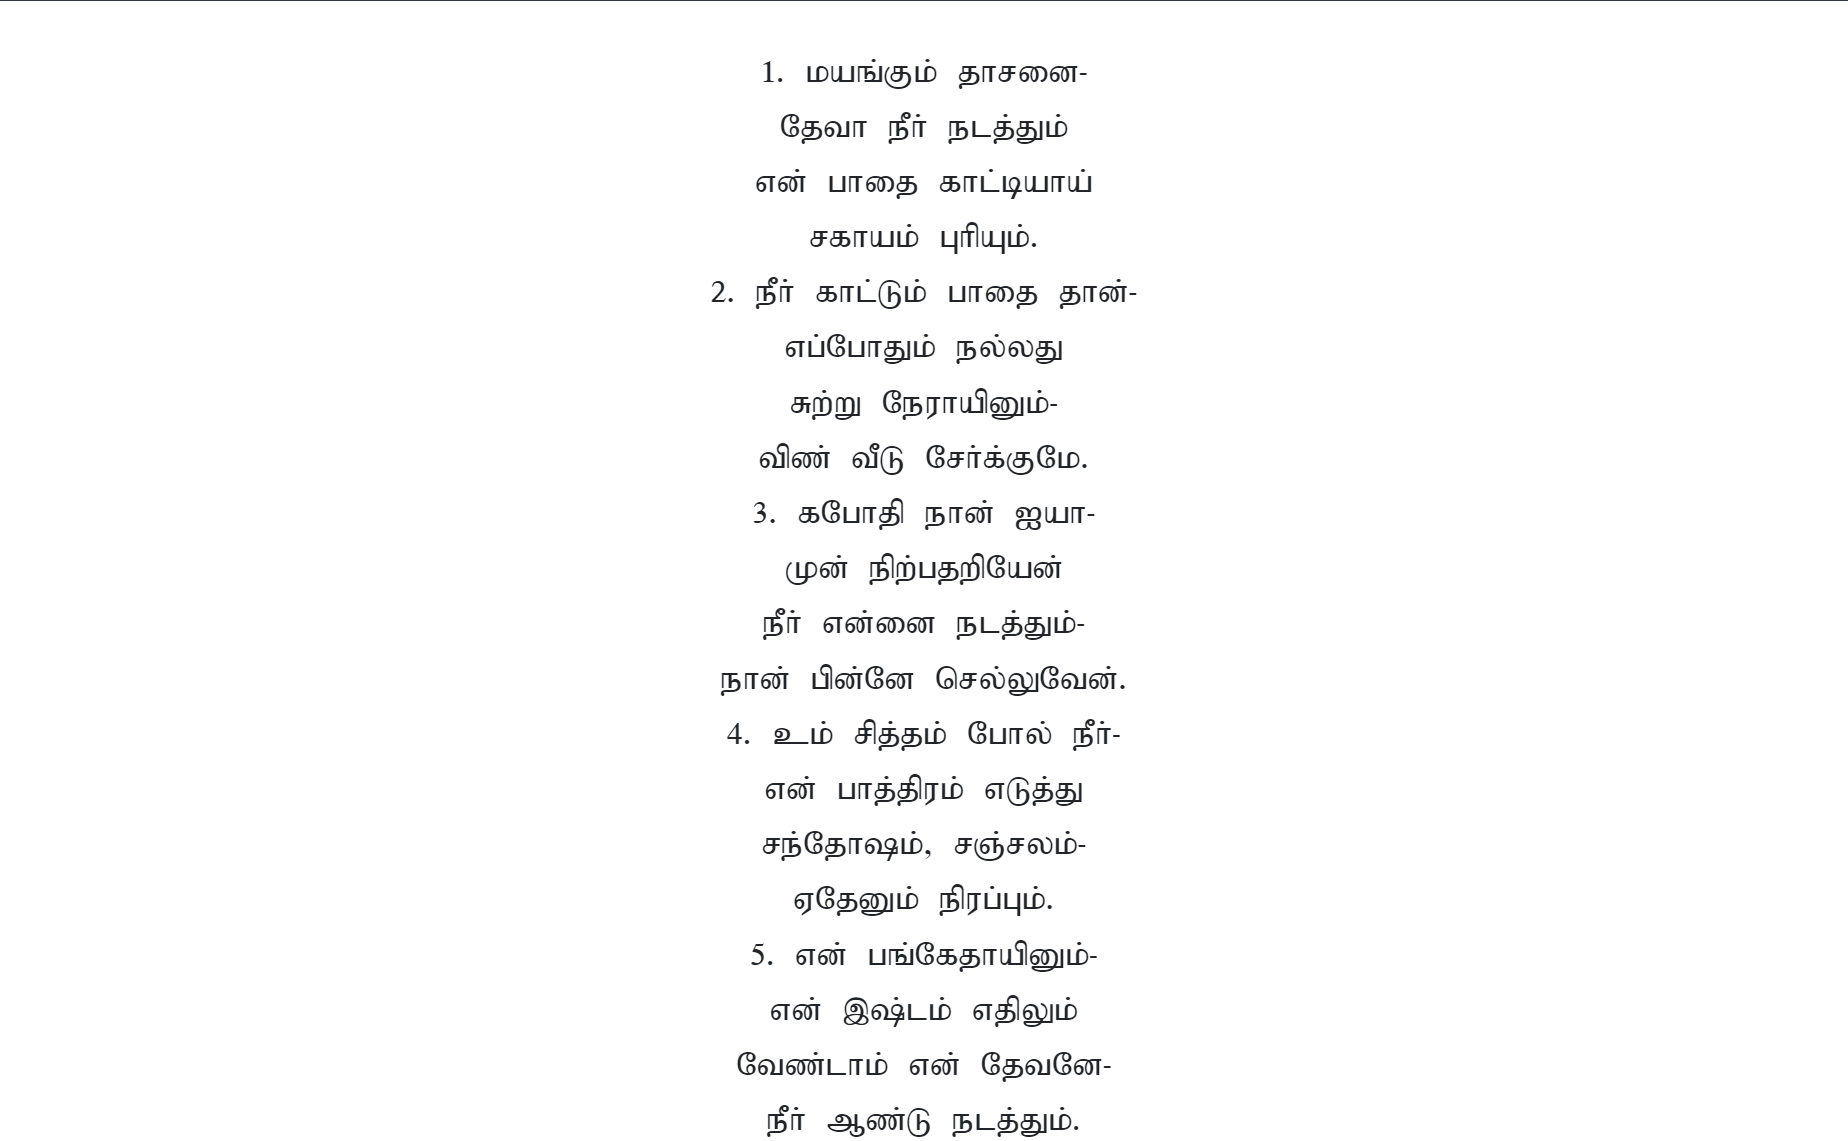 1. மயங்கும் தாசனை-
தேவா நீர் நடத்தும்
என் பாதை காட்டியாய்
சகாயம் புரியும்.
2. நீர் காட்டும் பாதை தான்-
எப்போதும் நல்லது
சுற்று நேராயினும்-
விண் வீடு சேர்க்குமே.
3. கபோதி நான் ஐயா-
முன் நிற்பதறியேன்
நீர் என்னை நடத்தும்-
நான் பின்னே செல்லுவேன்.
4. உம் சித்தம் போல் நீர்-
என் பாத்திரம் எடுத்து
சந்தோஷம், சஞ்சலம்-
ஏதேனும் நிரப்பும்.
5. என் பங்கேதாயினும்-
என் இஷ்டம் எதிலும்
வேண்டாம் என் தேவனே-
நீர் ஆண்டு நடத்தும்.